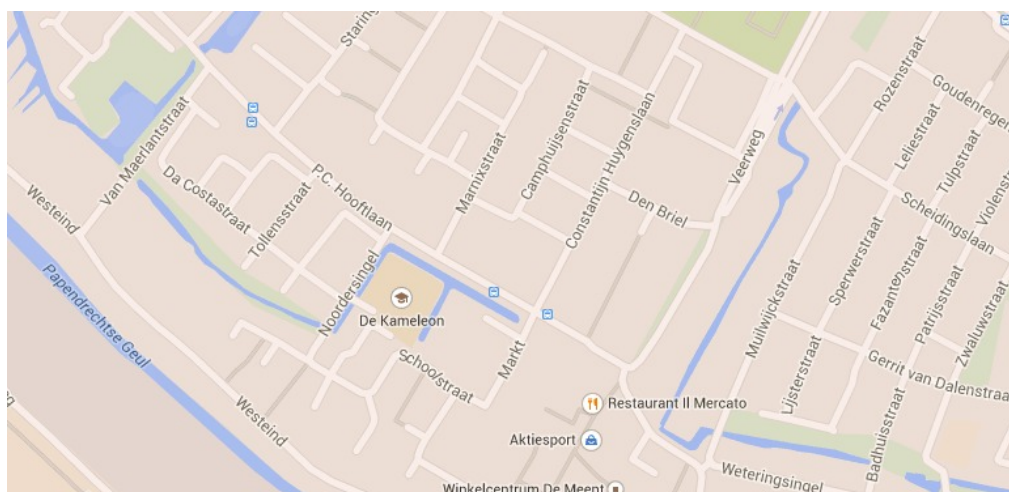 Staring
Rozenstraat
Goudenregen
Van Maerlantstraat
Leliestraat
Tulpstraat
Violenst
Camphuijsenstraat
Constantijn Huygenslaan
Marnixstraat
Veerweg
P.C. Hooftlaan
Da Costastraat
Tollensstraat
Westeind
Den Briel
Scheidingslaan
Noordersingel
Papendrechtse Geul
De Kameleon
Muilwijckstraat
Sperwerstraat
Fazantenstraat
Patrijsstraat
Zwaluwstraat
Schoolstraat
Markt
Lijsterstraat
Gerrit van Dalenstraa
Westeind
Restaurant Il Mercato
Aktiesport
Badhuisstraat
Weteringsingel
Winkelcentrum De Meent